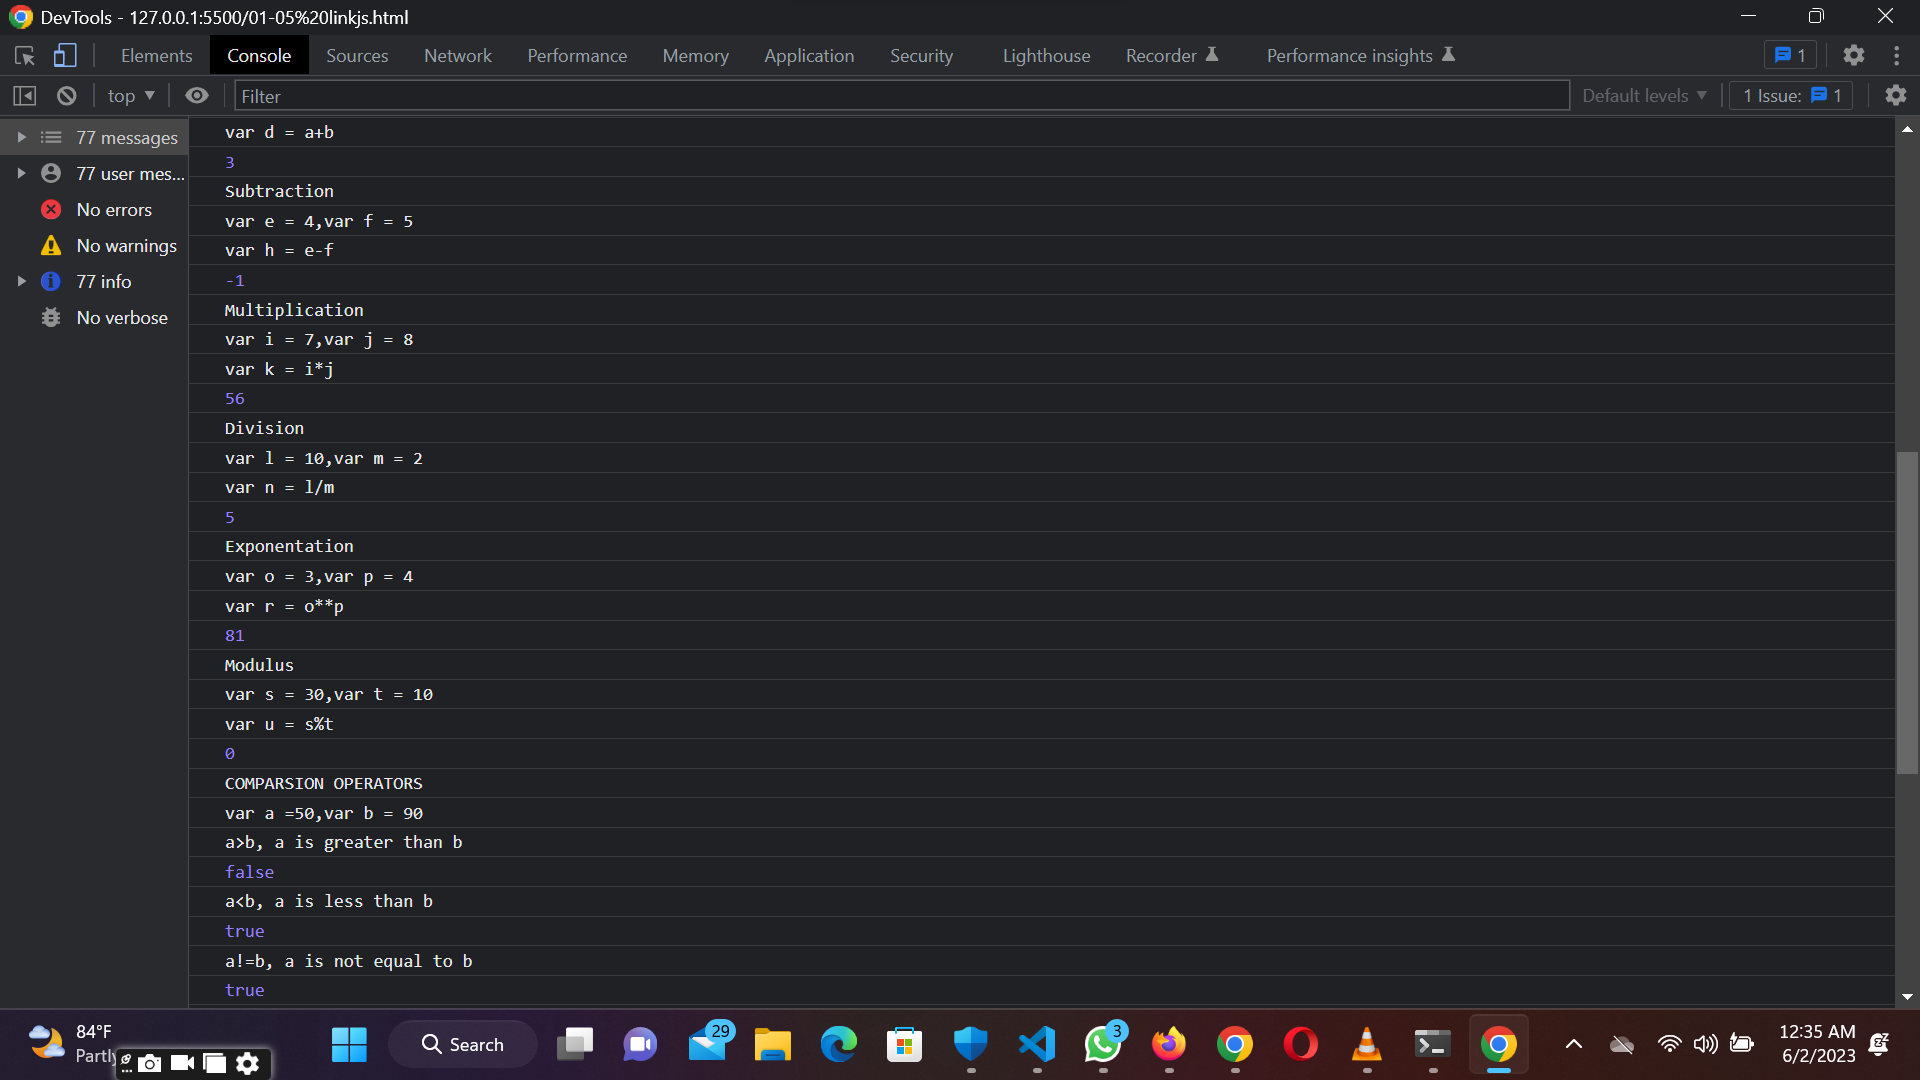 DevTools - 127.0.0.1:5500/01-05%20linkjs.html
Elements Console Sources Network Performance Memory Application Security Lighthouse Recorder Performance insights 1
top Filter Default levels 1 Issue: 1
77 messages
77 user mes...
No errors
No warnings
77 info
No verbose
var d = a+b
3
Subtraction
var e = 4,var f = 5
var h = e-f
-1
Multiplication
var i = 7,var j = 8
var k = i*j
56
Division
var l = 10,var m = 2
var n = l/m
5
Exponentation
var o = 3,var p = 4
var r = o**p
81
Modulus
var s = 30,var t = 10
var u = s%t
0
COMPARSION OPERATORS
var a =50,var b = 90
a>b, a is greater than b
false
a<b, a is less than b
true
a!=b, a is not equal to b
true
84°F
Partly
Search
29
3
12:35 AM
6/2/2023